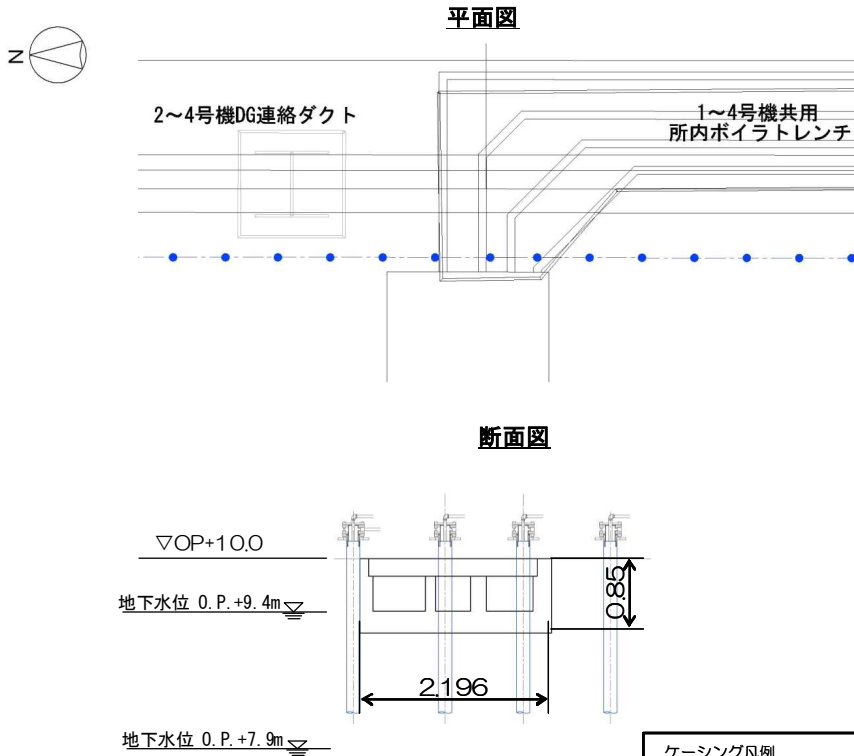 平面図
N
2～4号機DG連絡ダクト
1～4号機共用
所内ボイラトレンチ
断面図
▽OP+10.0
地下水位 O.P.+9.4m
0.85
2.196
地下水位 O.P.+7.9m
ケーシング凡例